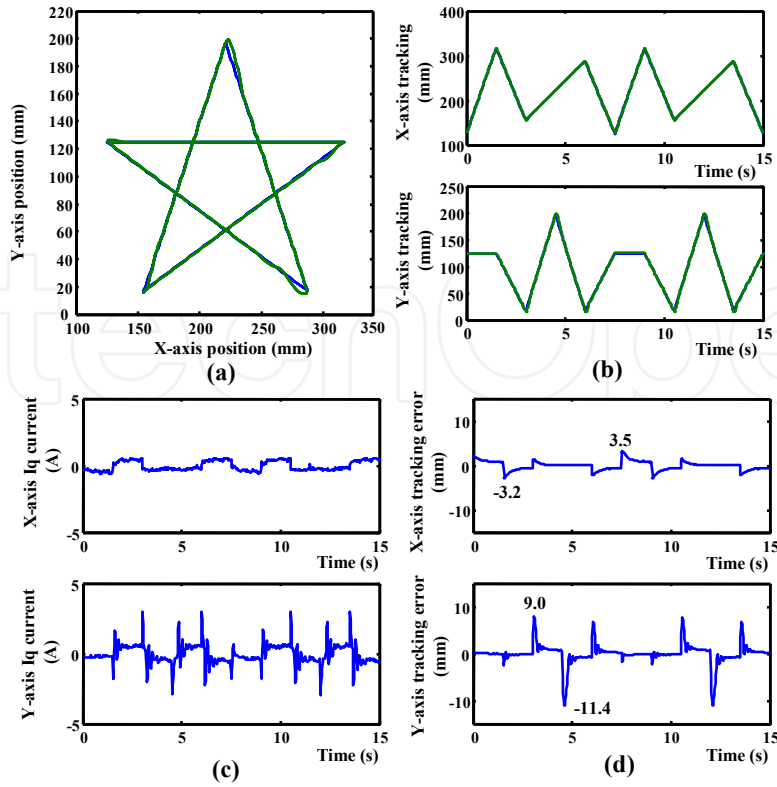 200
180
160
140
120
100
80
60
40
20
0
Y-axis position (mm)
100 150 200 250 300 350
X-axis position (mm)
(a)
400
300
200
100
X-axis tracking
(mm)
0 5 10 15
Time (s)
250
200
150
100
50
0
Y-axis tracking
(mm)
0 5 10 15
Time (s)
(b)
5
0
-5
X-axis Iq current
(A)
0 5 10 15
Time (s)
5
0
-5
Y-axis Iq current
(A)
0 5 10 15
Time (s)
(c)
10
0
-10
X-axis tracking error
(mm)
3.5
-3.2
0 5 10 15
Time (s)
10
0
-10
Y-axis tracking error
(mm)
9.0
-11.4
0 5 10 15
Time (s)
(d)